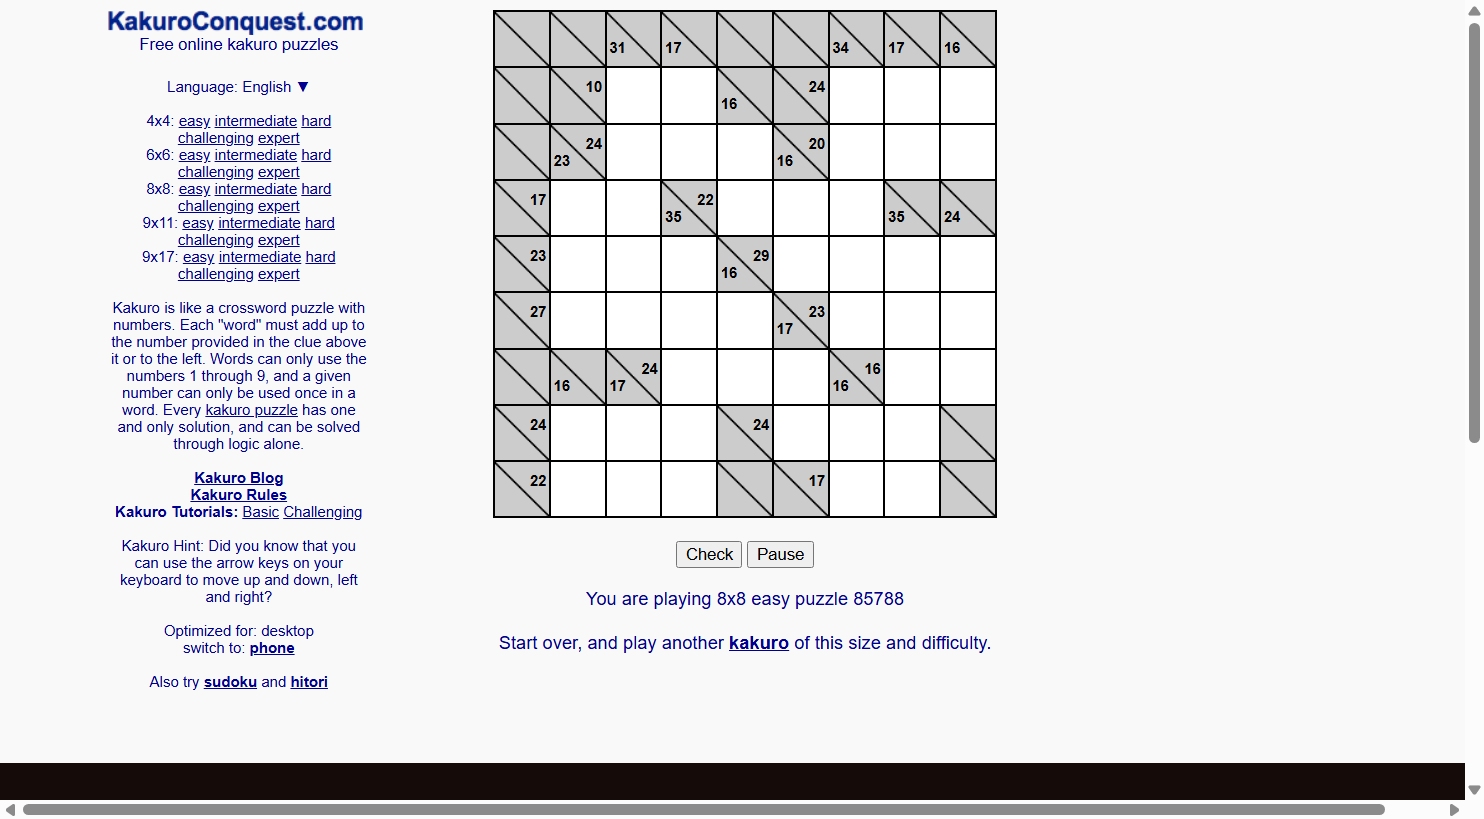 KakuroConquest.com
Free online kakuro puzzles
Language: English ▼
4x4: easy intermediate hard
challenging expert
6x6: easy intermediate hard
challenging expert
8x8: easy intermediate hard
challenging expert
9x11: easy intermediate hard
challenging expert
9x17: easy intermediate hard
challenging expert
Kakuro is like a crossword puzzle with
numbers. Each "word" must add up to
the number provided in the clue above
it or to the left. Words can only use the
numbers 1 through 9, and a given
number can only be used once in a
word. Every kakuro puzzle has one
and only solution, and can be solved
through logic alone.
Kakuro Blog
Kakuro Rules
Kakuro Tutorials: Basic Challenging
Kakuro Hint: Did you know that you
can use the arrow keys on your
keyboard to move up and down, left
and right?
Optimized for: desktop
switch to: phone
Also try sudoku and hitori
31 17 34 17 16
10 16 24
23 24 16 20
17 35 22 35 24
23 16 29
27 17 23
16 17 24 16 16
24 24
22 17
Check Pause
You are playing 8x8 easy puzzle 85788
Start over, and play another kakuro of this size and difficulty.